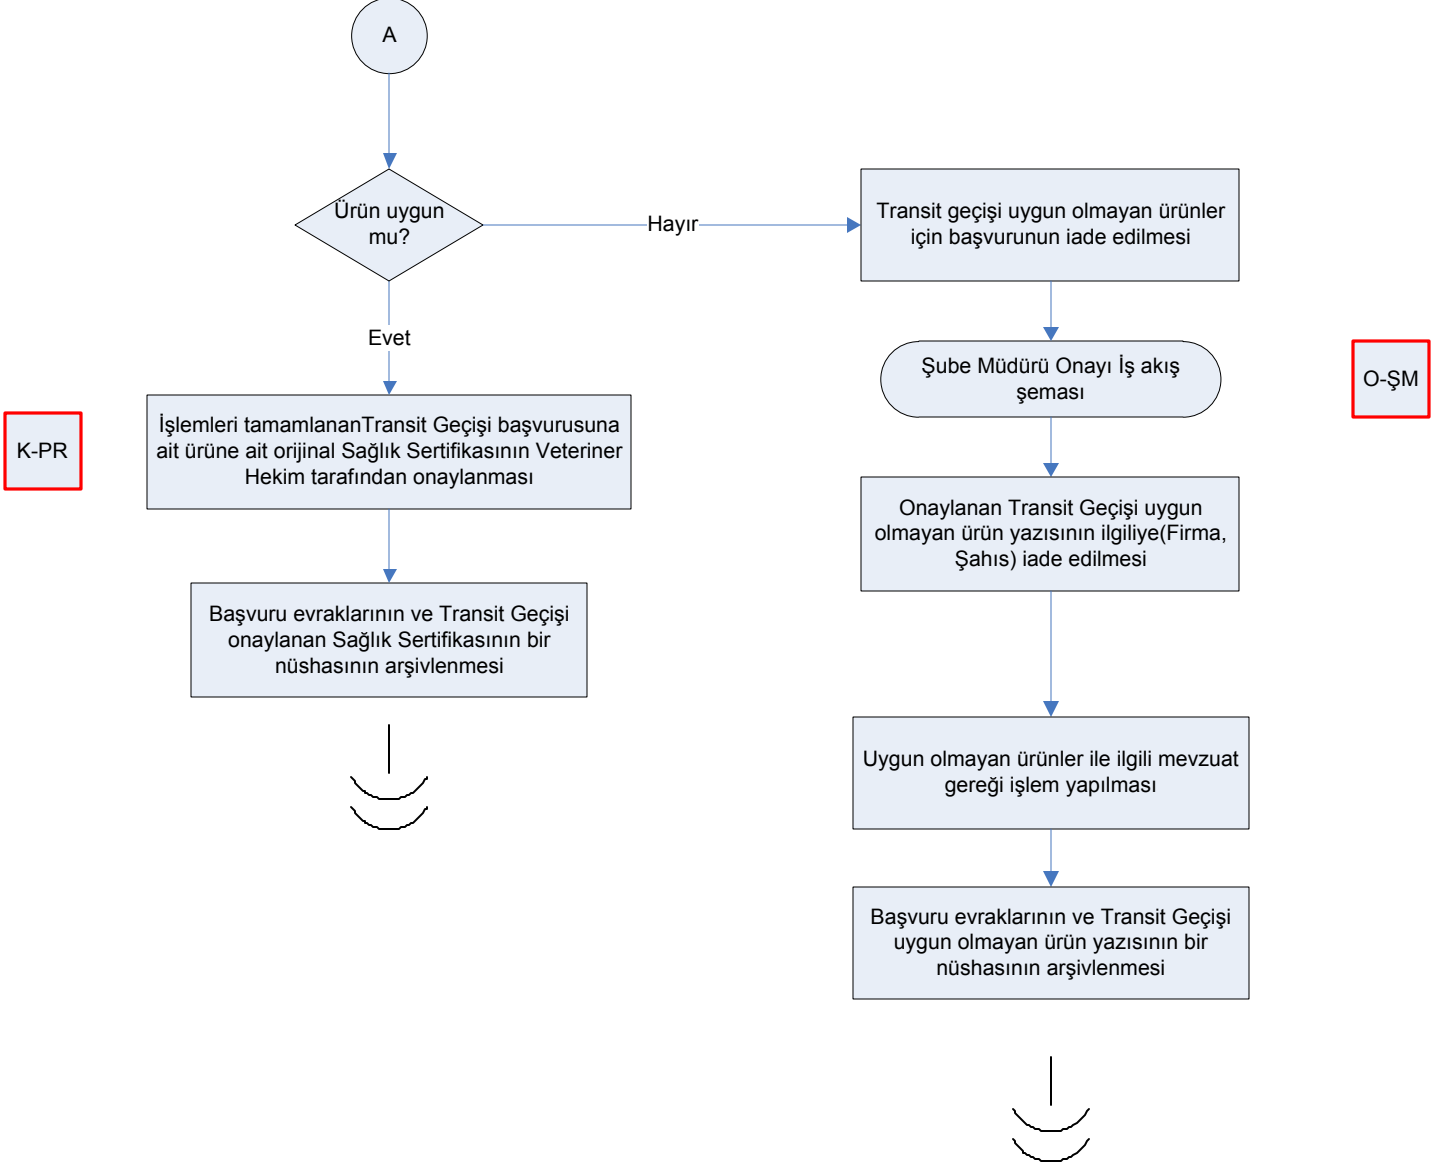 A
Ürün uygun
mu?
Hayır
Transit geçişi uygun olmayan ürünler
için başvurunun iade edilmesi
Evet
Şube Müdürü Onayı İş akış
şeması
O-ŞM
K-PR
İşlemleri tamamlananTransit Geçişi başvurusuna
ait ürüne ait orijinal Sağlık Sertifikasının Veteriner
Hekim tarafından onaylanması
Onaylanan Transit Geçişi uygun
olmayan ürün yazısının ilgiliye(Firma,
Şahıs) iade edilmesi
Başvuru evraklarının ve Transit Geçişi
onaylanan Sağlık Sertifikasının bir
nüshasının arşivlenmesi
Uygun olmayan ürünler ile ilgili mevzuat
gereği işlem yapılması
Başvuru evraklarının ve Transit Geçişi
uygun olmayan ürün yazısının bir
nüshasının arşivlenmesi